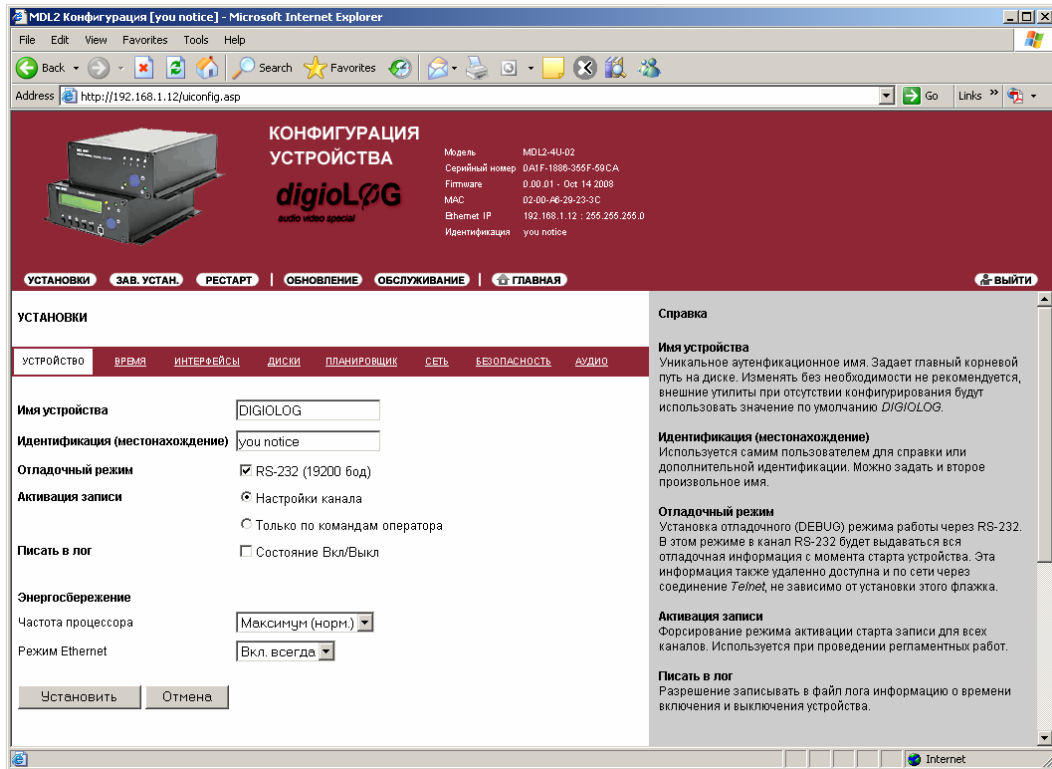 MDL2 Конфигурация [you notice] - Microsoft Internet Explorer
File Edit View Favorites Tools Help
Back Search Favorites
Address http://192.168.1.12/uiconfig.asp Go Links »
КОНФИГУРАЦИЯ
УСТРОЙСТВА
digioLOG
audio video special
Модель MDL2-4U-02
Серийный номер 0A1F-1886-355F-59CA
Firmware 0.00.01 - Oct 14 2008
MAC 02-00-A6-29-23-3C
Ethernet IP 192.168.1.12 : 255.255.255.0
Идентификация you notice
УСТАНОВКИ ЗАВ. УСТАН. РЕСТАРТ | ОБНОВЛЕНИЕ ОБСЛУЖИВАНИЕ | ГЛАВНАЯ ВЫЙТИ
УСТАНОВКИ
УСТРОЙСТВО ВРЕМЯ ИНТЕРФЕЙСЫ ДИСКИ ПЛАНИРОВЩИК СЕТЬ БЕЗОПАСНОСТЬ АУДИО
Имя устройства DIGIOLOG
Идентификация (местонахождение) you notice
Отладочный режим RS-232 (19200 бод)
Активация записи Настройки канала
Только по командам оператора
Писать в лог Состояние Вкл/Выкл
Энергосбережение
Частота процессора Максимум (норм.)
Режим Ethernet Вкл. всегда
Установить Отмена
Справка
Имя устройства
Уникальное аутенфикационное имя. Задает главный корневой
путь на диске. Изменять без необходимости не рекомендуется,
внешние утилиты при отсутствии конфигурирования будут
использовать значение по умолчанию DIGIOLOG.
Идентификация (местонахождение)
Используется самим пользователем для справки или
дополнительной идентификации. Можно задать и второе
произвольное имя.
Отладочный режим
Установка отладочного (DEBUG) режима работы через RS-232.
В этом режиме в канал RS-232 будет выдаваться вся
отладочная информация с момента старта устройства. Эта
информация также удаленно доступна и по сети через
соединение Telnet, не зависимо от установки этого флажка.
Активация записи
Форсирование режима активации старта записи для всех
каналов. Используется при проведении регламентных работ.
Писать в лог
Разрешение записывать в файл лога информацию о времени
включения и выключения устройства.
Internet